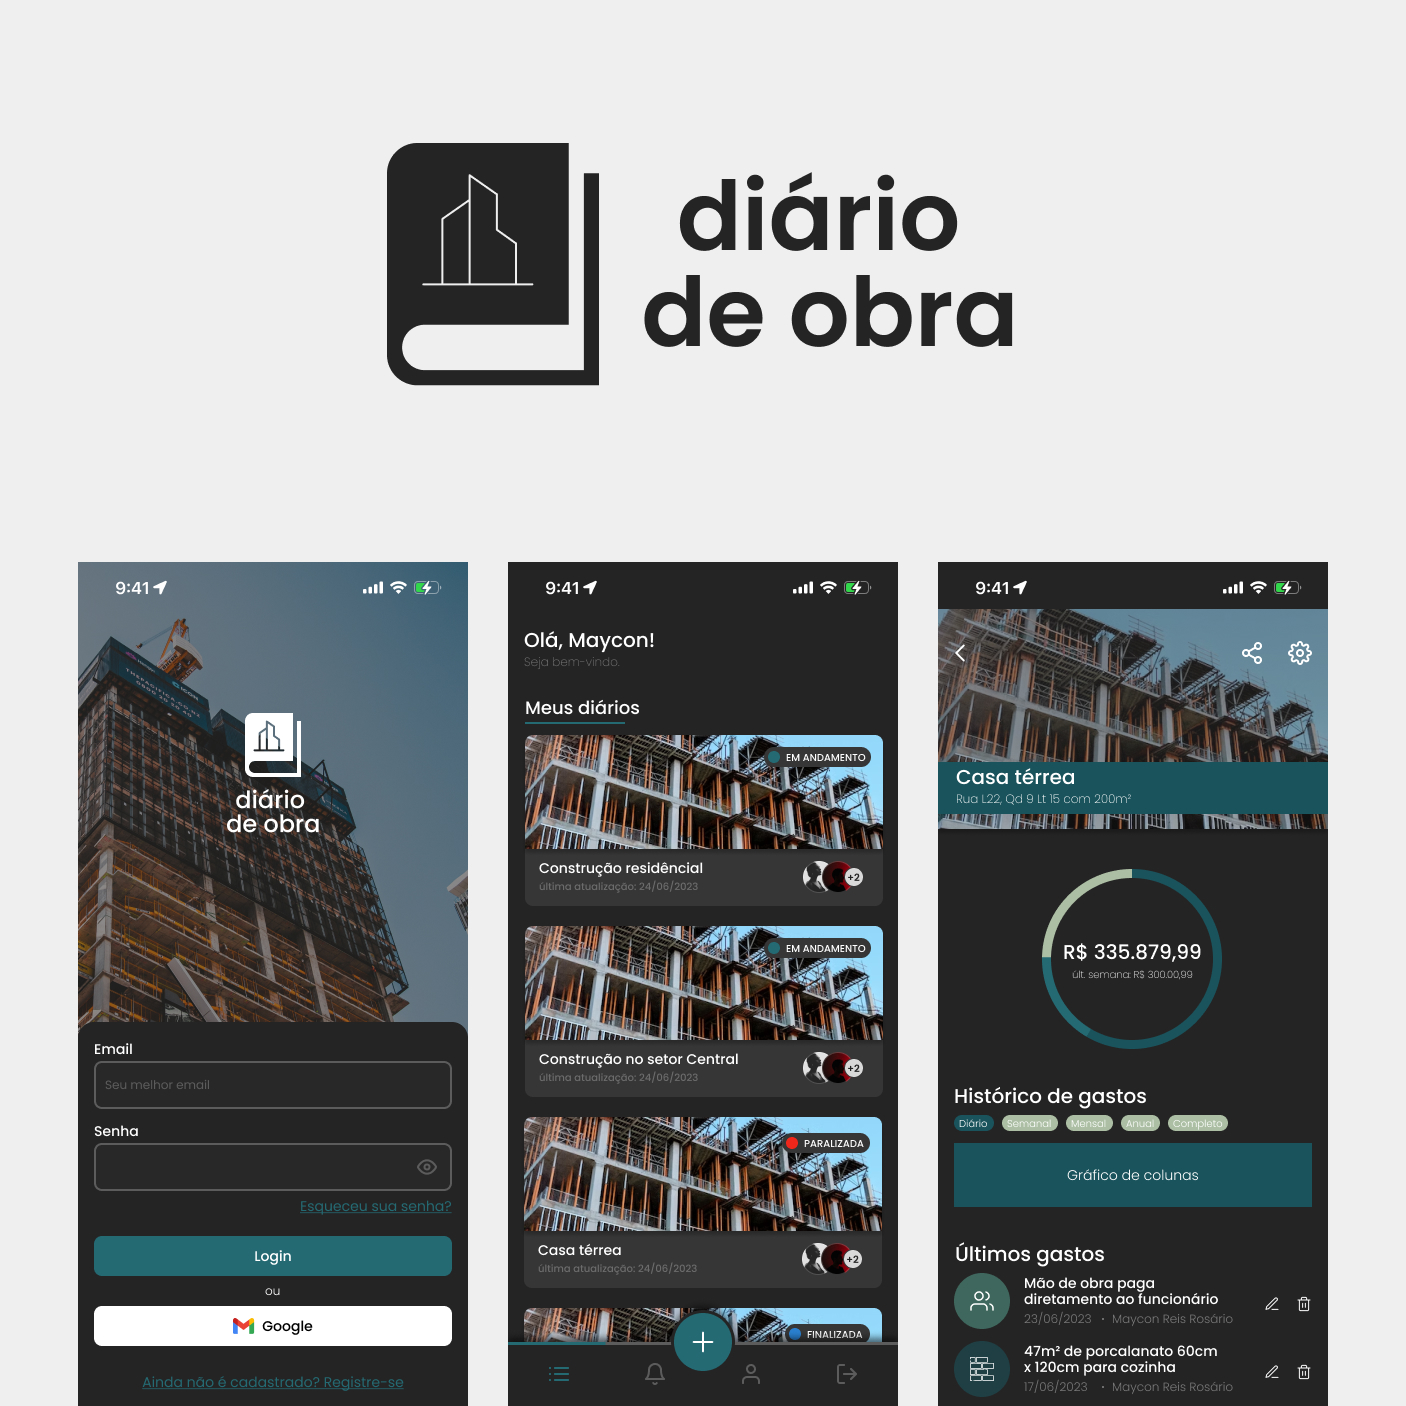 diário
de obra
9:41
diário
de obra
Email
Seu melhor email
Senha
Esqueceu sua senha?
Login
ou
Google
Ainda não é cadastrado? Registre-se
9:41
Olá, Maycon!
Seja bem-vindo.
Meus diários
EM ANDAMENTO
Construção residêncial
última atualização: 24/06/2023
+2
EM ANDAMENTO
Construção no setor Central
última atualização: 24/06/2023
+2
PARALIZADA
Casa térrea
última atualização: 24/06/2023
+2
FINALIZADA
9:41
Casa térrea
Rua L22, Qd 9 Lt 15 com 200m²
R$ 335.879,99
últ. semana: R$ 300.00,99
Histórico de gastos
Diário Semanal Mensal Anual Completo
Gráfico de colunas
Últimos gastos
Mão de obra paga
diretamento ao funcionário
23/06/2023 · Maycon Reis Rosário
47m² de porcalanato 60cm
x 120cm para cozinha
17/06/2023 · Maycon Reis Rosário